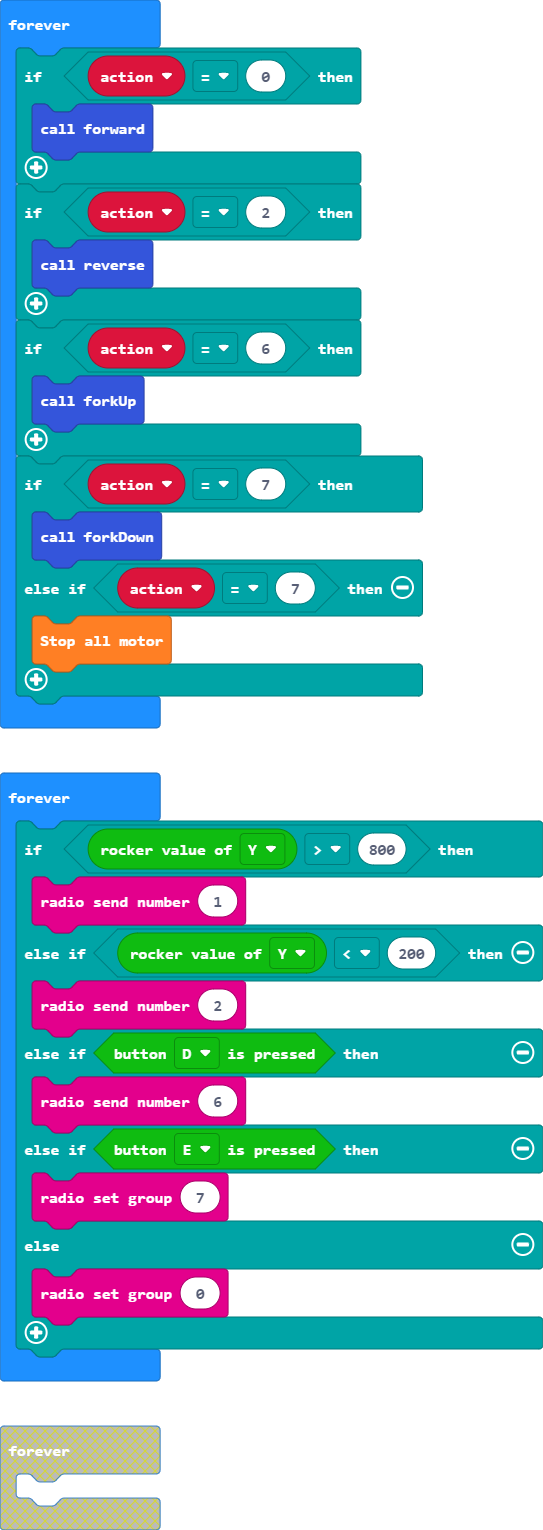 forever
if action = 0 then
call forward
if action = 2 then
call reverse
if action = 6 then
call forkUp
if action = 7 then
call forkDown
else if action = 7 then
Stop all motor
forever
if rocker value of Y > 800 then
radio send number 1
else if rocker value of Y < 200 then
radio send number 2
else if button D is pressed then
radio send number 6
else if button E is pressed then
radio set group 7
else
radio set group 0
forever